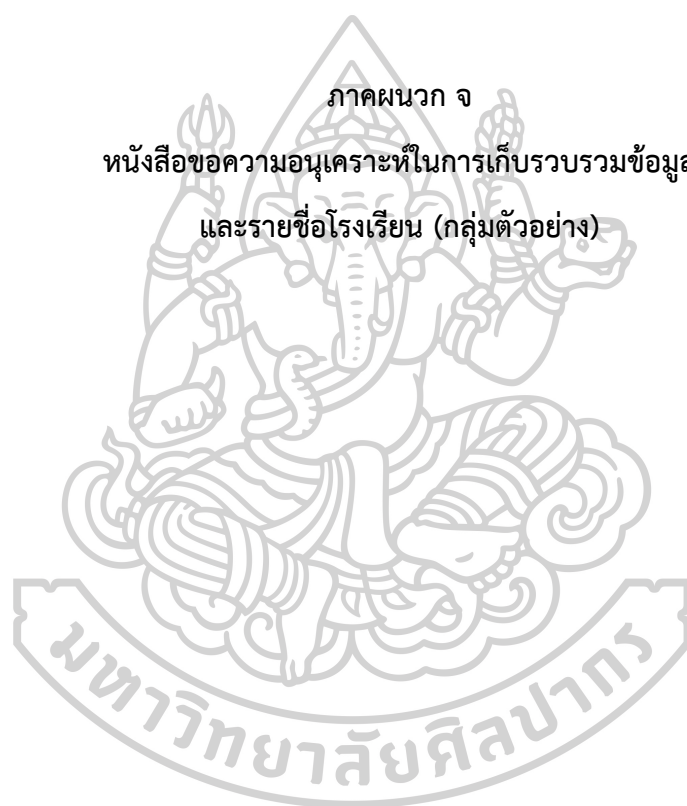 ภาคผนวก จ
หนังสือขอความอนุเคราะห์ในการเก็บรวบรวมข้อมูล
และรายชื่อโรงเรียน (กลุ่มตัวอย่าง)
มหาวิทยาลัยศิลปากร